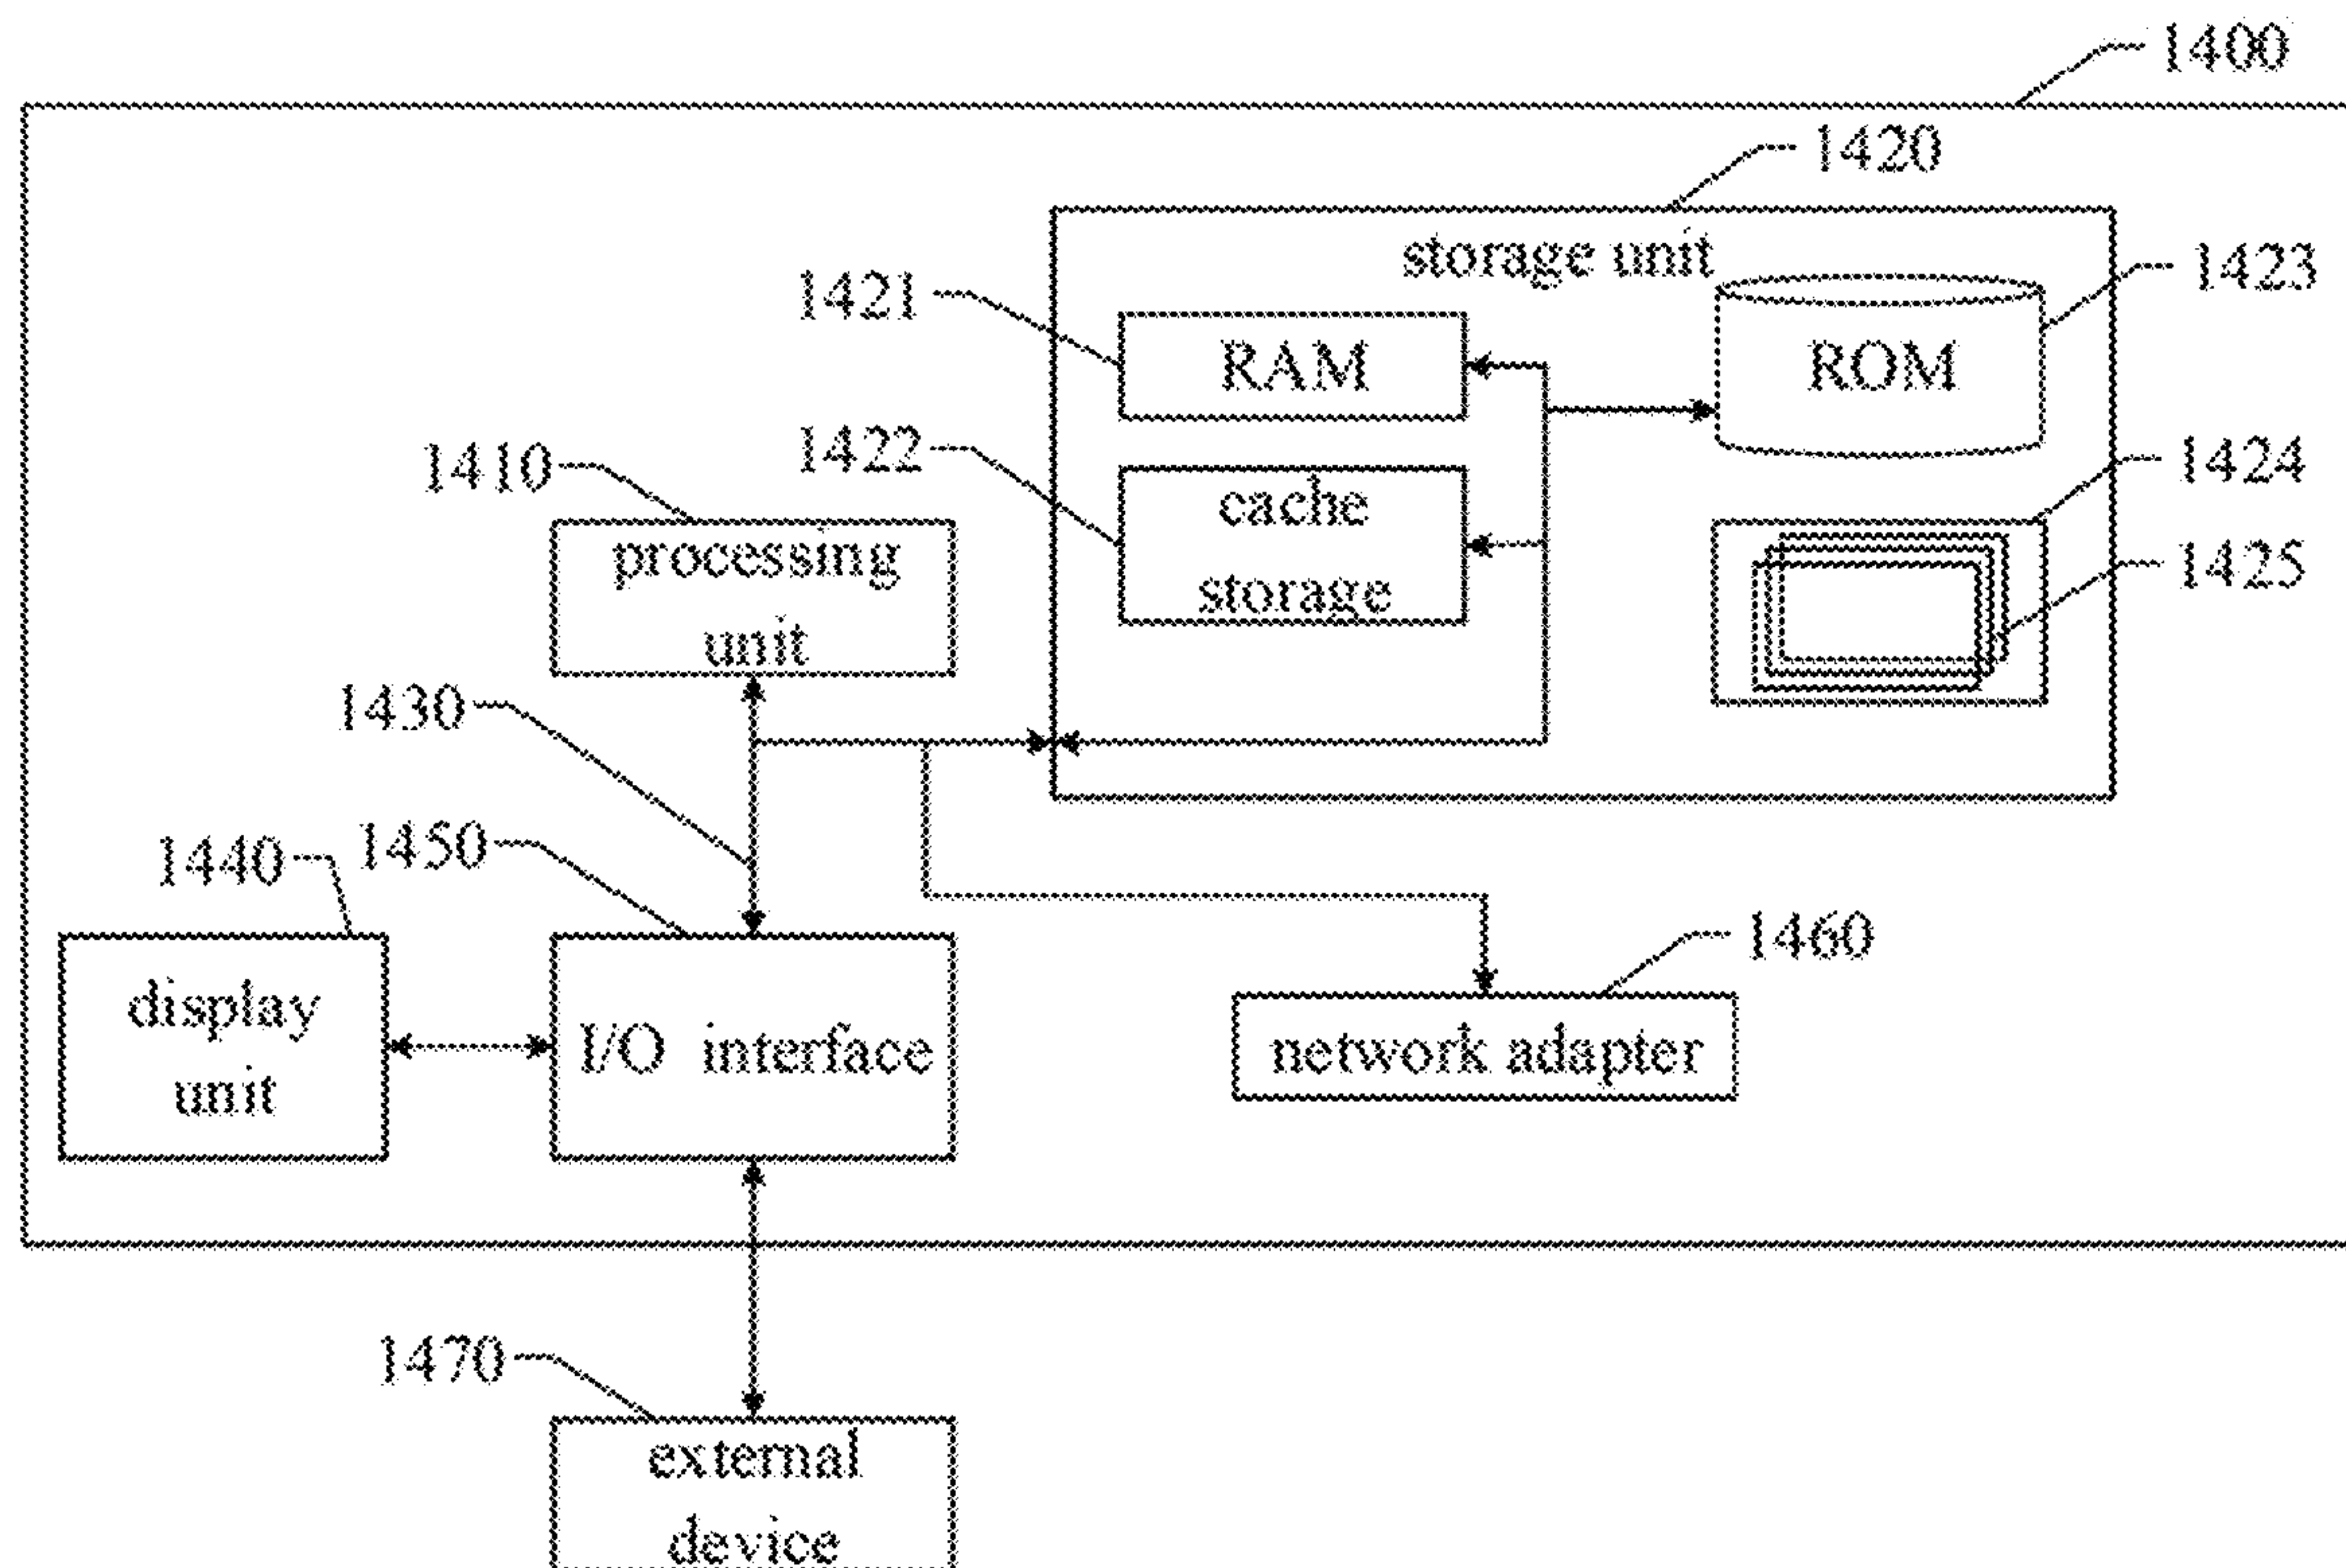 1400
1420
storage unit
1423
1421
RAM
ROM
1422
1424
1410
cache
storage
1425
processing
unit
1430
1450
1440
1460
display
unit
I/O interface
network adapter
1470
external
device